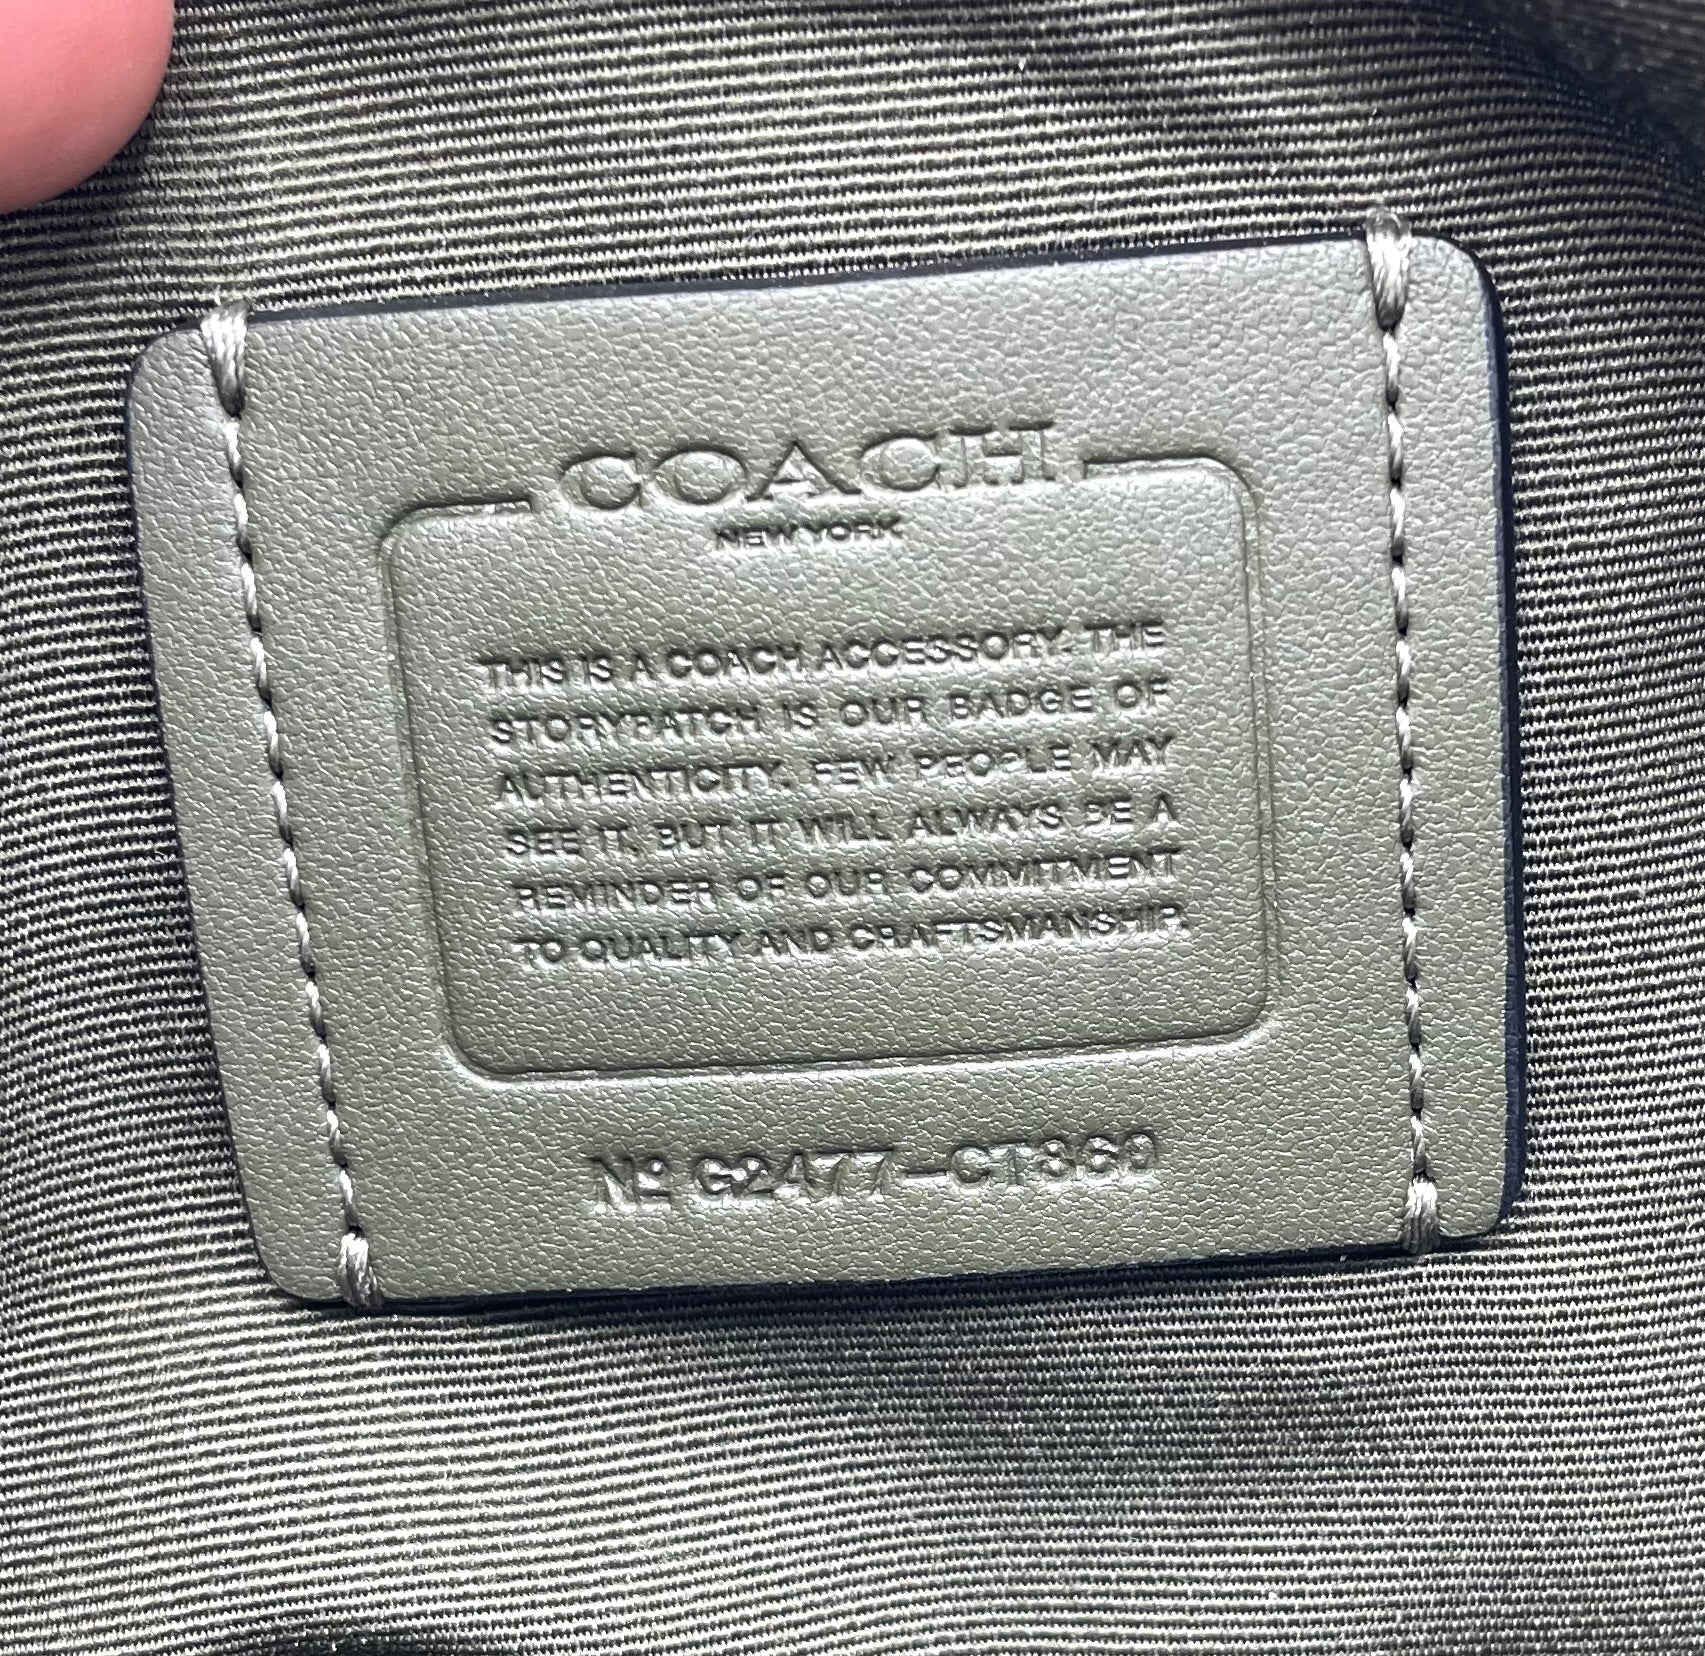 COACH
NEW YORK
THIS IS A COACH ACCESSORY. THE
STORYPATCH IS OUR BADGE OF
AUTHENTICITY. FEW PEOPLE MAY
SEE IT, BUT IT WILL ALWAYS BE A
REMINDER OF OUR COMMITMENT
TO QUALITY AND CRAFTSMANSHIP.
Nº G2477-CT860